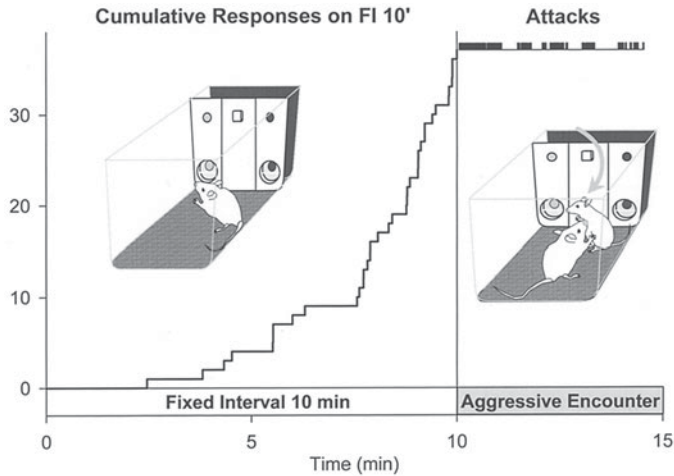 Cumulative Responses on FI 10'
Attacks
30
20
10
0
Fixed Interval 10 min
Aggressive Encounter
0
5
10
15
Time (min)